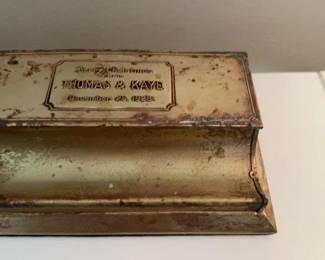 Merry Christmas
from
THOMAS & KAYE
December 25,